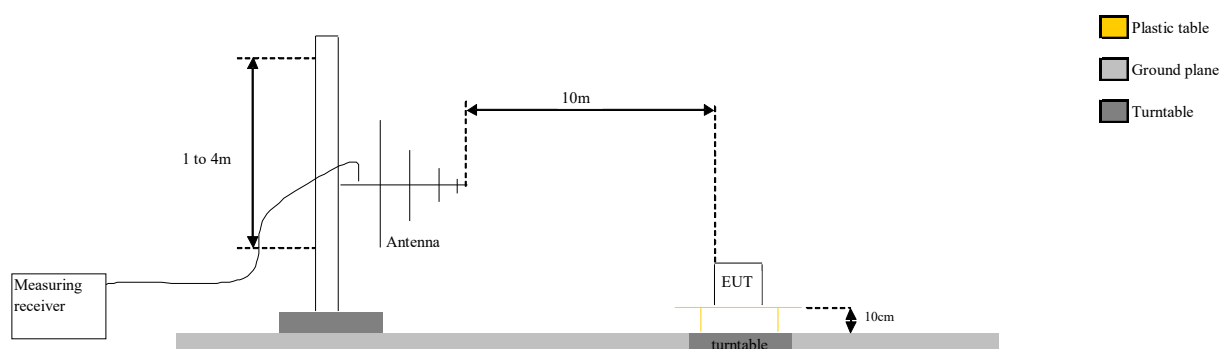 Plastic table
Ground plane
Turntable
10m
1 to 4m
Antenna
Measuring
receiver
EUT
10cm
turntable